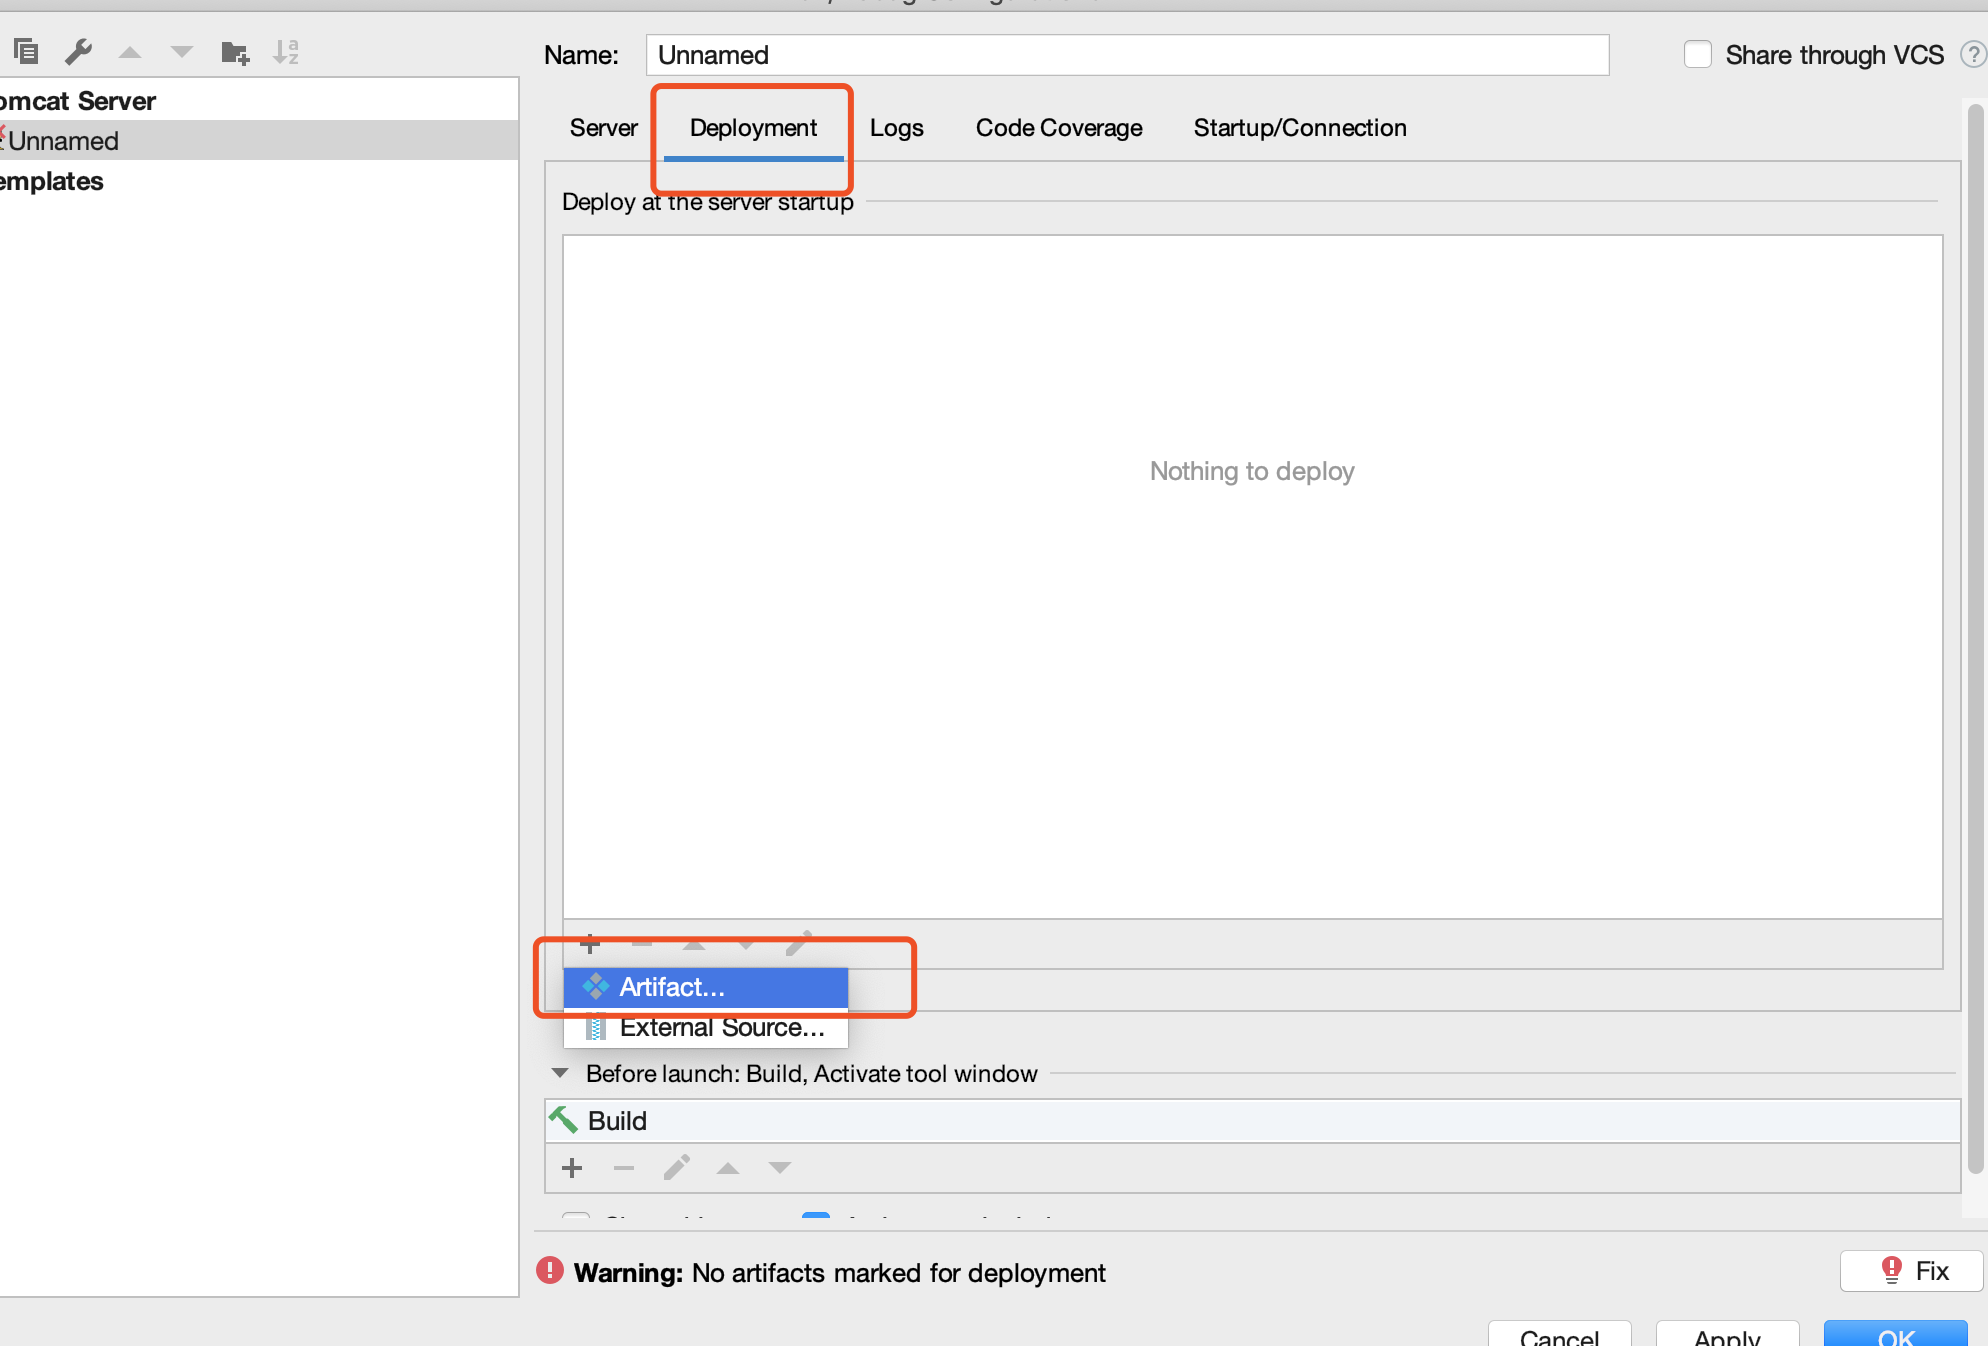 Name:
Unnamed
Share through VCS
?
omcat Server
Unnamed
emplates
Server
Deployment
Logs
Code Coverage
Startup/Connection
Deploy at the server startup
Nothing to deploy
Artifact...
External Source...
Before launch: Build, Activate tool window
Build
Warning: No artifacts marked for deployment
Fix
Cancel
Apply
OK